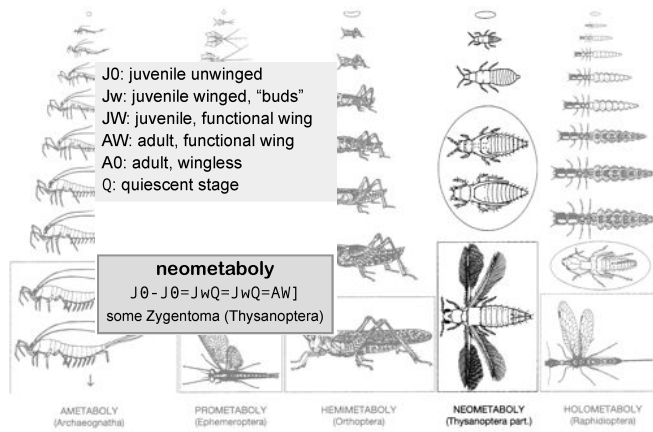 J0: juvenile unwinged
Jw: juvenile winged, “buds”
JW: juvenile, functional wing
AW: adult, functional wing
A0: adult, wingless
Q: quiescent stage
neometaboly
J0-J0=JwQ=JwQ=AW]
some Zygentoma (Thysanoptera)
AMETABOLY
(Archaeognatha)
PROMETABOLY
(Ephemeroptera)
HEMIMETABOLY
(Orthoptera)
NEOMETABOLY
(Thysanoptera part.)
HOLOMETABOLY
(Raphidioptera)